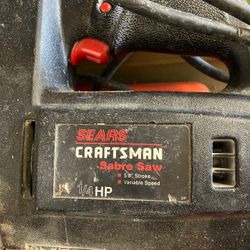 SEARS
CRAFTSMAN
Sabre Saw
5/8" Stroke
Variable Speed
1/4 HP